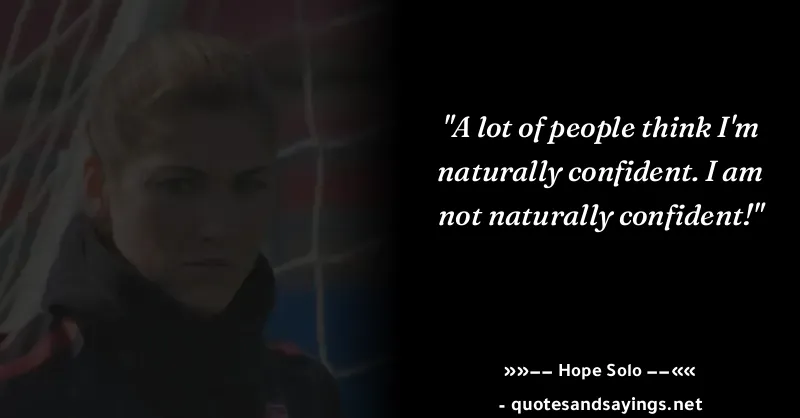 "A lot of people think I'm
naturally confident. I am
not naturally confident!"
»»−− Hope Solo −−««
- quotesandsayings.net